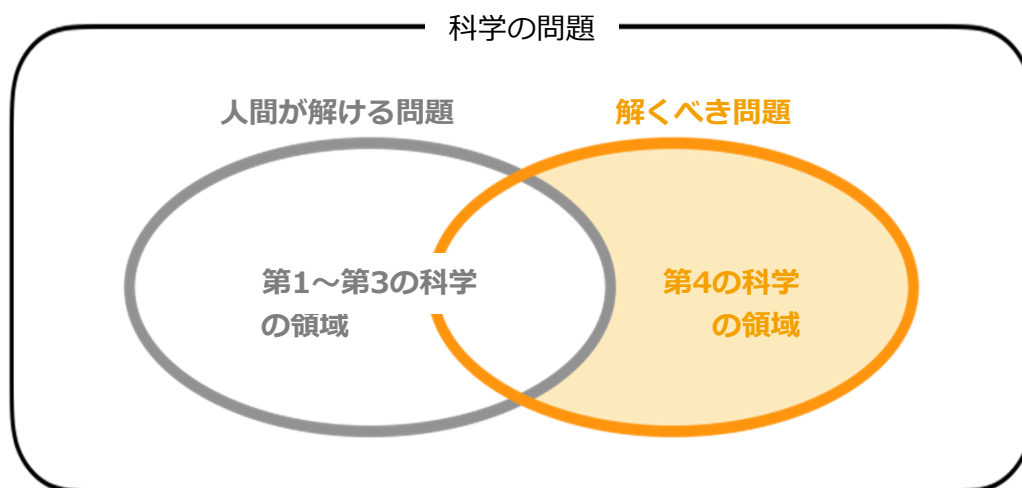 科学の問題
人間が解ける問題
解くべき問題
第1～第3の科学
の領域
第4の科学
の領域